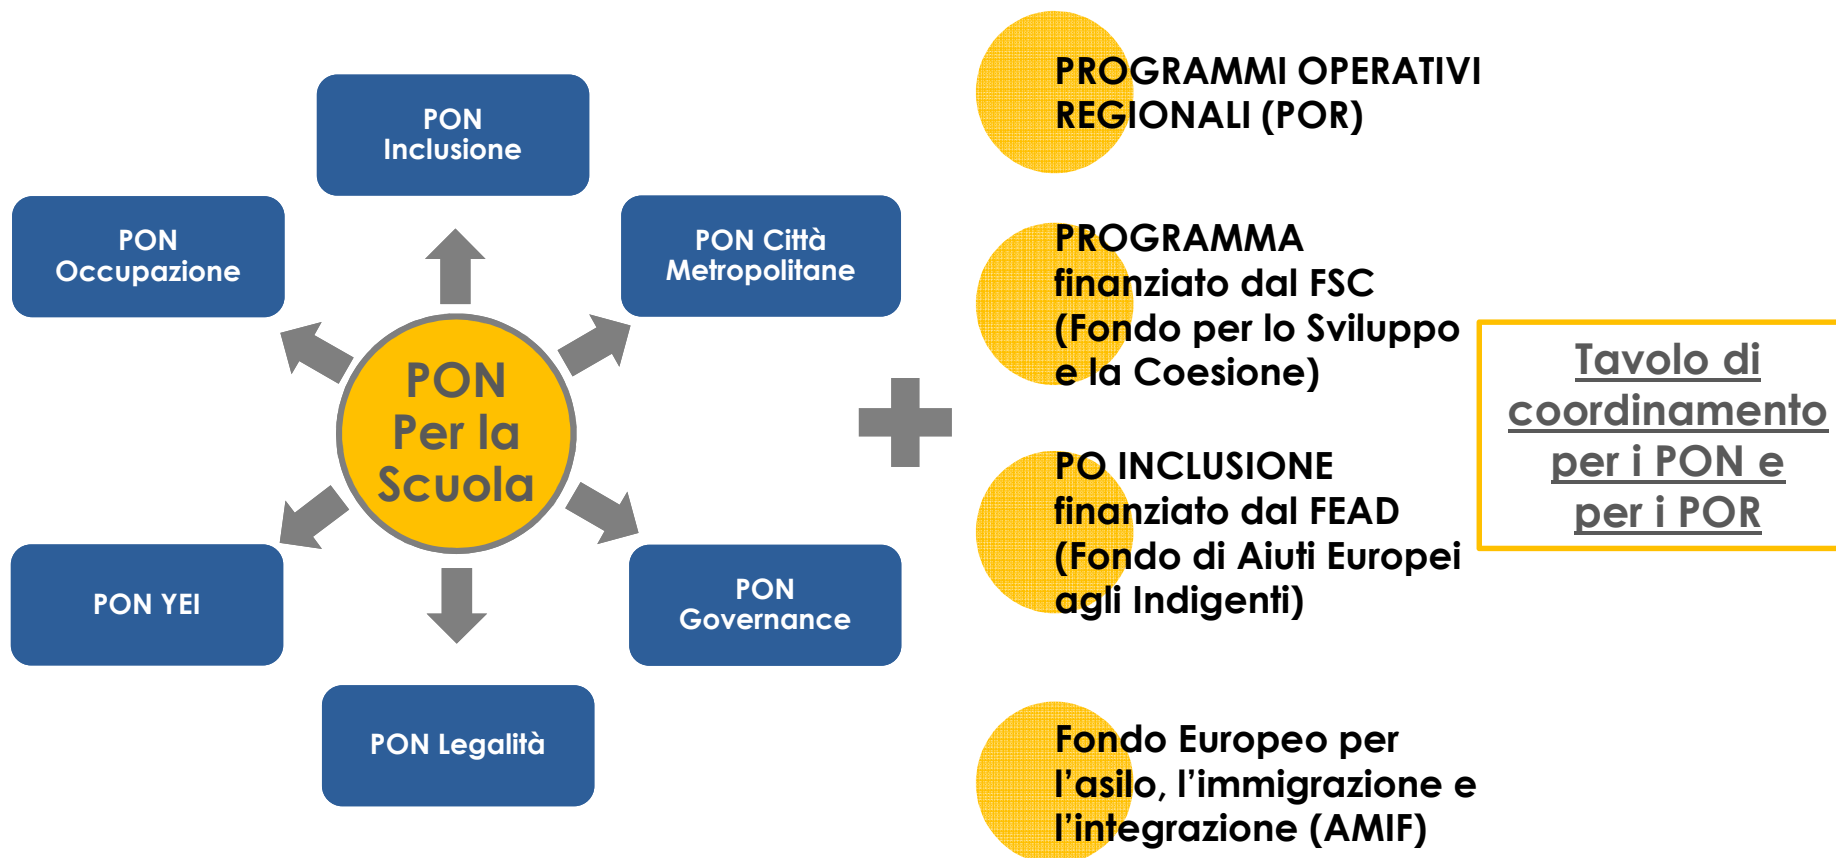 PON
Inclusione
PON
Occupazione
PON Città
Metropolitane
PON
Per la
Scuola
PON YEI
PON
Governance
PON Legalità
PROGRAMMI OPERATIVI
REGIONALI (POR)
PROGRAMMA
finanziato dal FSC
(Fondo per lo Sviluppo
e la Coesione)
PO INCLUSIONE
finanziato dal FEAD
(Fondo di Aiuti Europei
agli Indigenti)
Fondo Europeo per
l’asilo, l’immigrazione e
l’integrazione (AMIF)
Tavolo di
coordinamento
per i PON e
per i POR